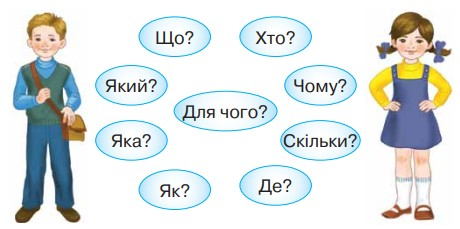 Що?
Хто?
Який?
Чому?
Для чого?
Яка?
Скільки?
Як?
Де?